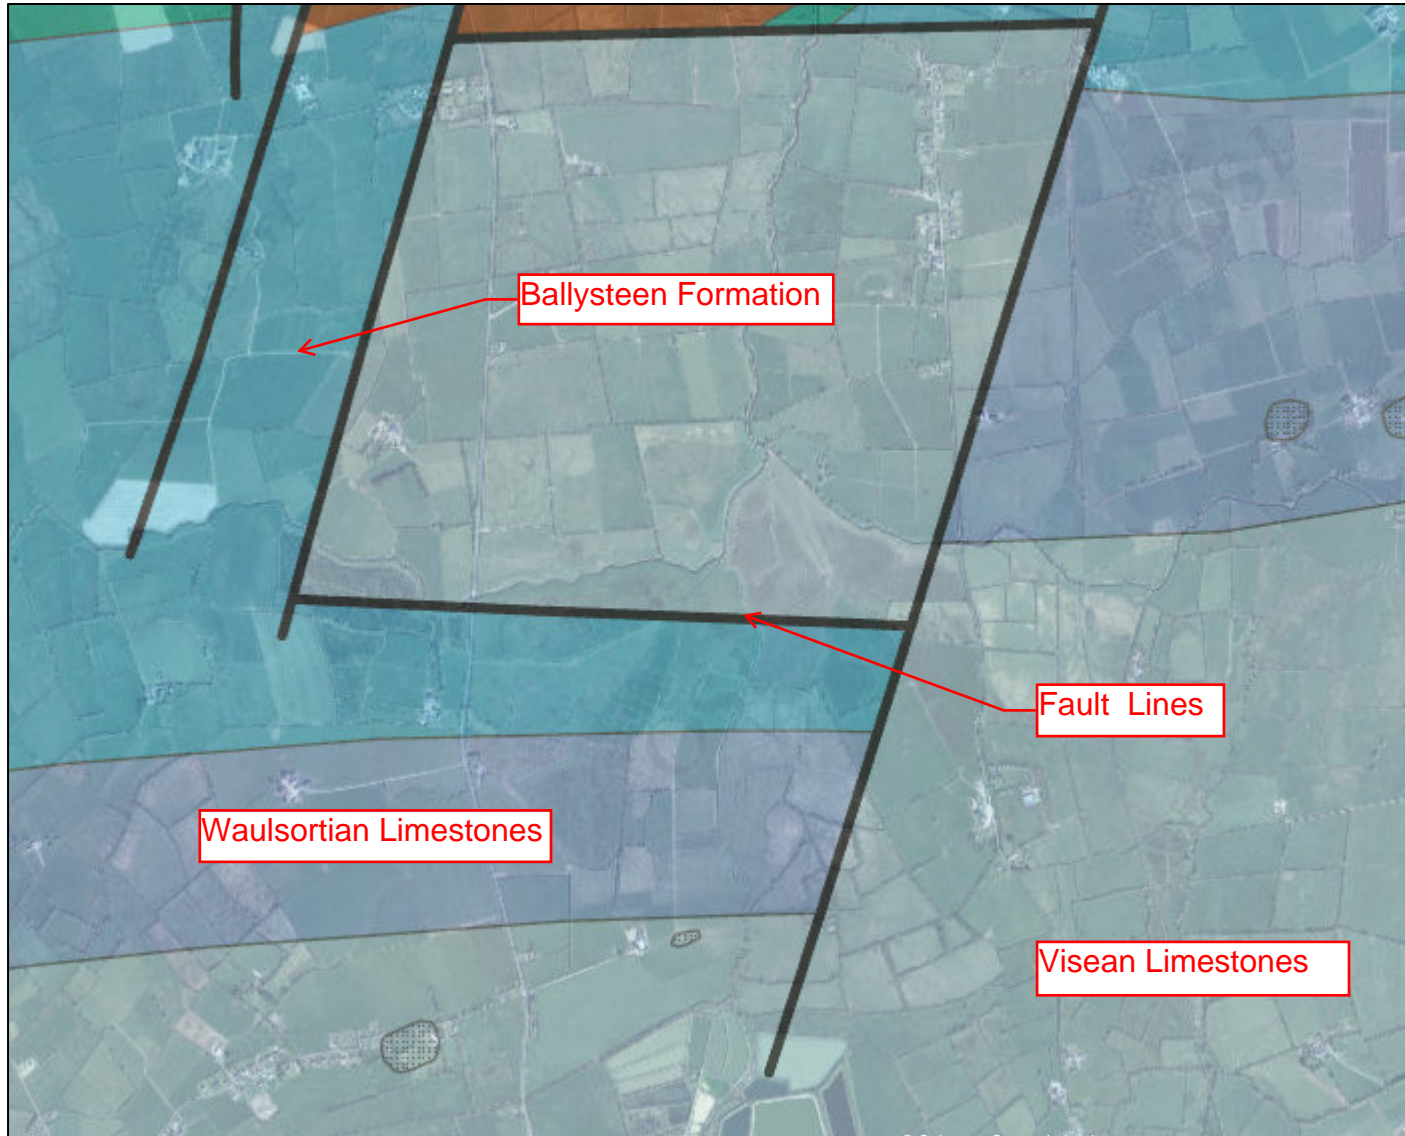 Ballysteen Formation
Fault Lines
Waulsortian Limestones
Visean Limestones